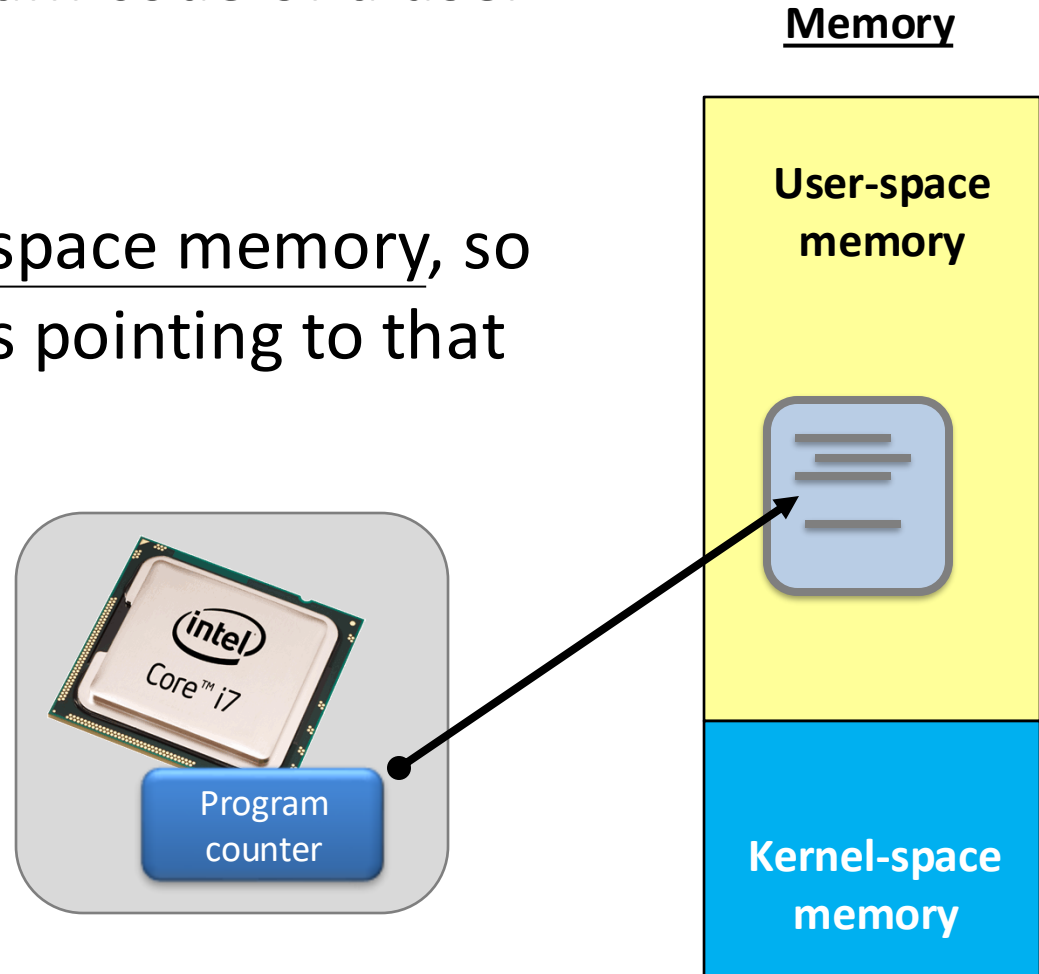 Memory
User-space
memory
space memory, so
s pointing to that
intel
Core™ i7
Program
counter
Kernel-space
memory